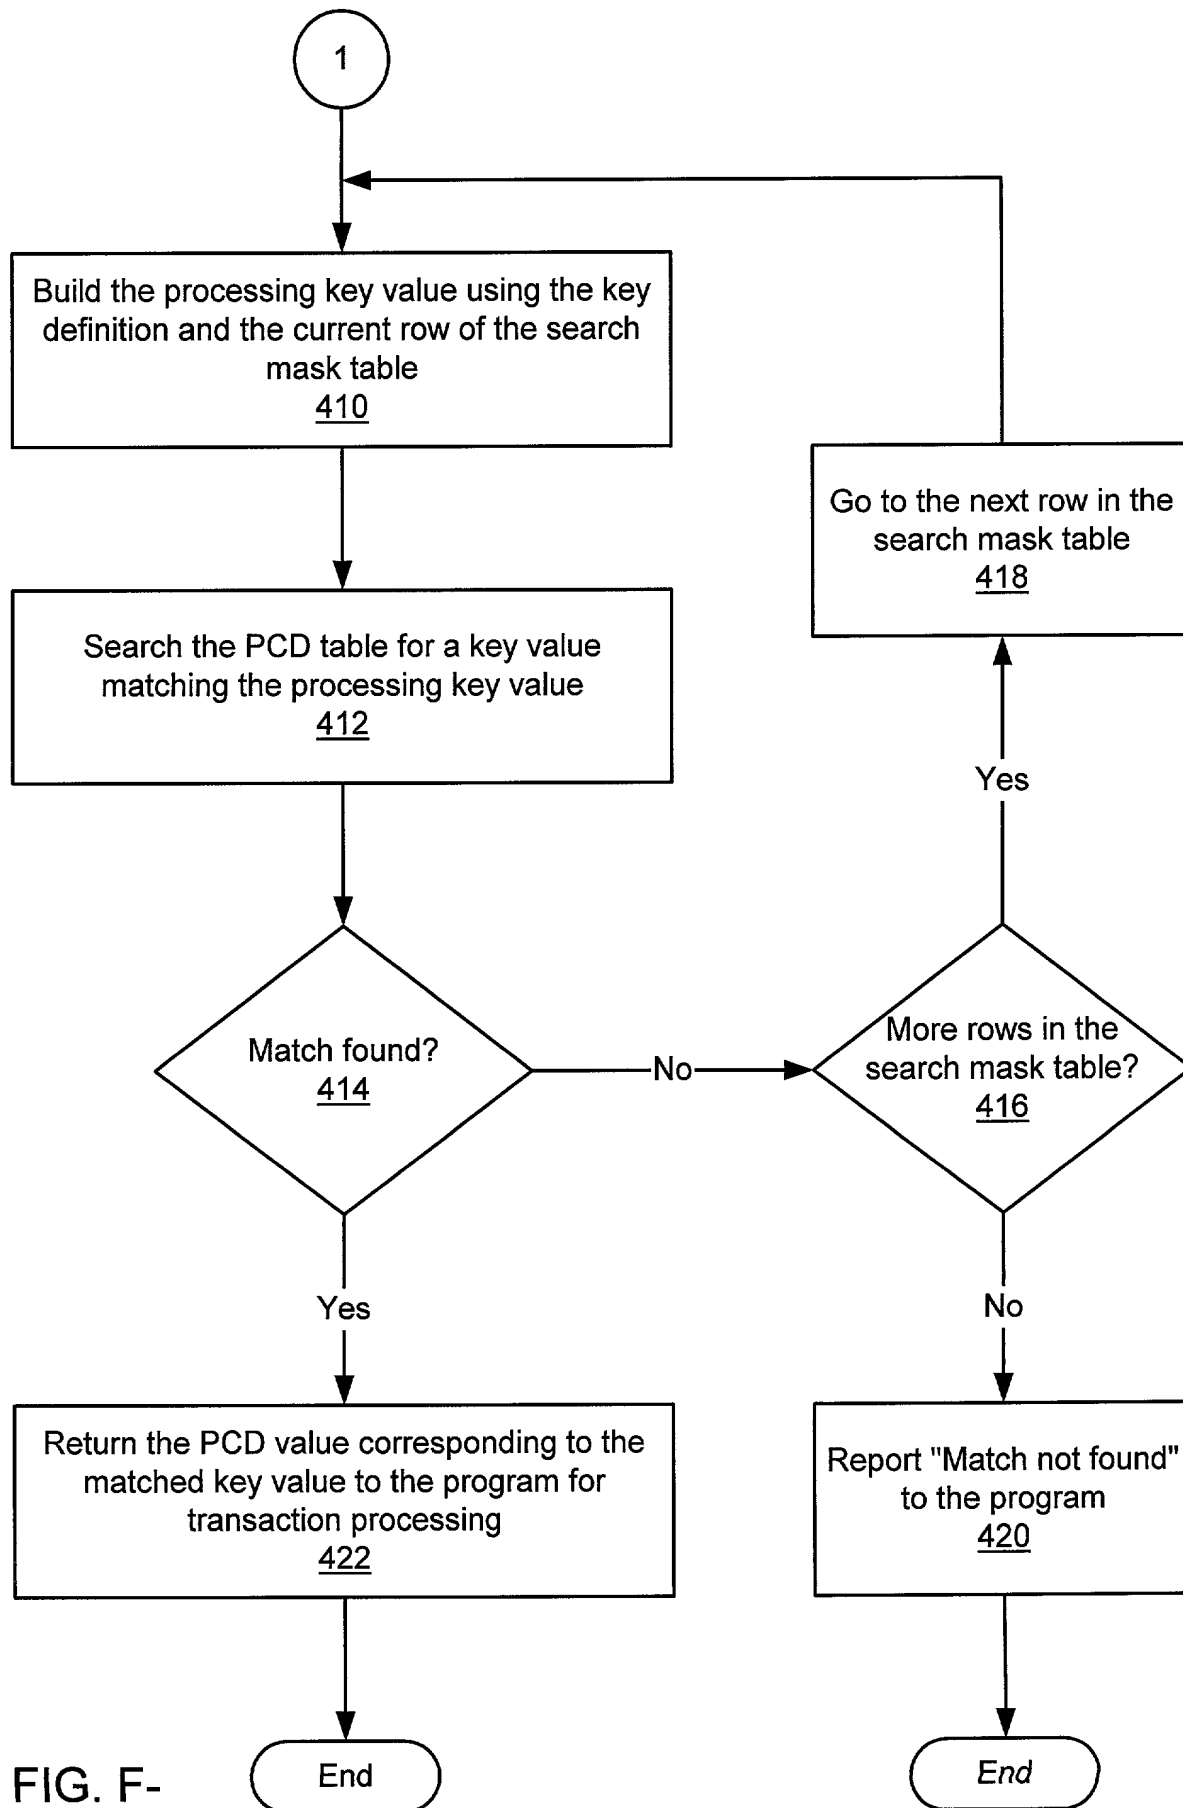 1
Build the processing key value using the key
definition and the current row of the search
mask table
410
Go to the next row in the
search mask table
418
Search the PCD table for a key value
matching the processing key value
412
Yes
Match found?
414
No
More rows in the
search mask table?
416
Yes
No
Return the PCD value corresponding to the
matched key value to the program for
transaction processing
422
Report "Match not found"
to the program
420
End
End
FIG. F-